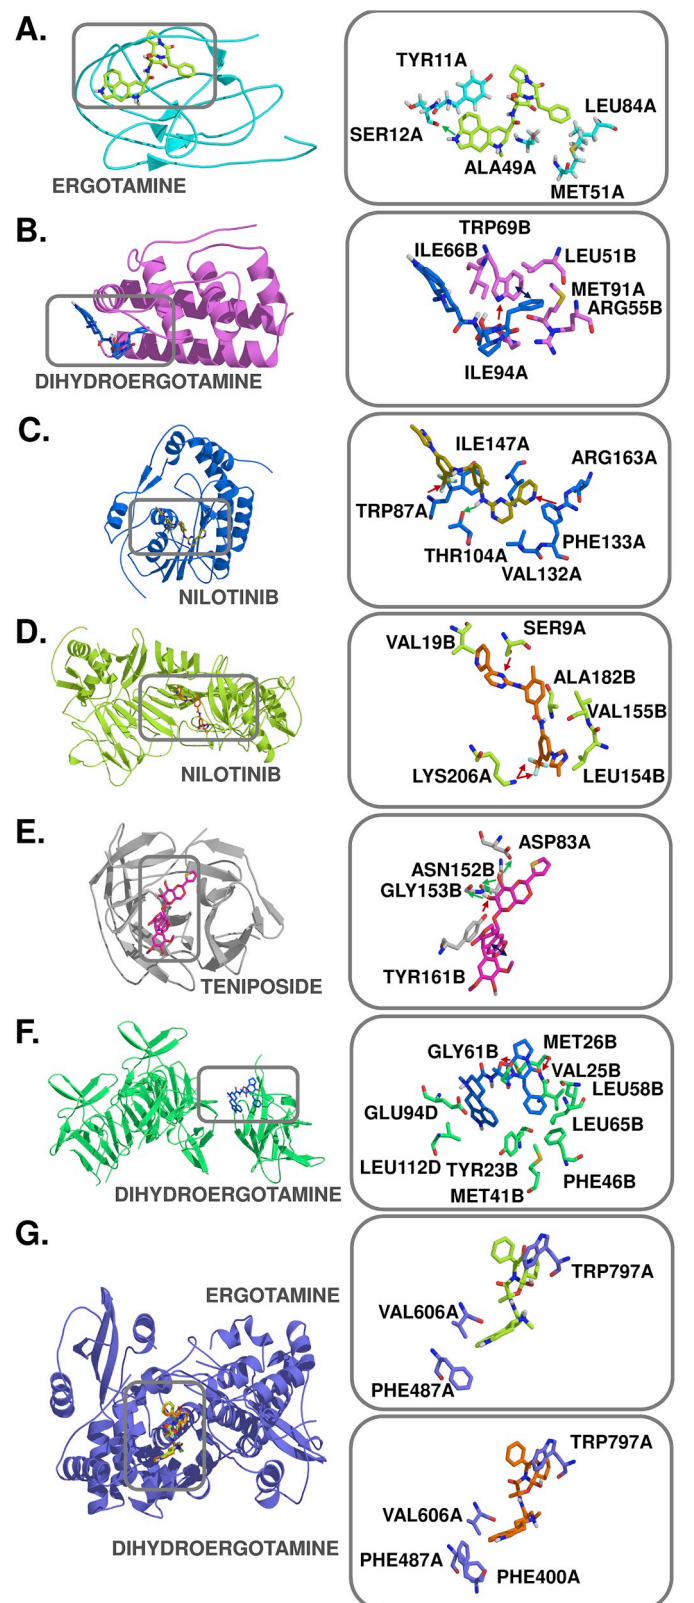 A.
TYR11A
LEU84A
SER12A
ALA49A
MET51A
ERGOTAMINE
B.
TRP69B
ILE66B
LEU51B
MET91A
ARG55B
ILE94A
DIHYDROERGOTAMINE
C.
ILE147A
ARG163A
TRP87A
PHE133A
THR104A
VAL132A
NILOTINIB
D.
VAL19B
SER9A
ALA182B
VAL155B
LYS206A
LEU154B
NILOTINIB
E.
ASP83A
ASN152B
GLY153B
TYR161B
TENIPOSIDE
F.
GLY61B
MET26B
VAL25B
LEU58B
GLU94D
LEU65B
LEU112D
TYR23B
PHE46B
MET41B
DIHYDROERGOTAMINE
G.
ERGOTAMINE
TRP797A
VAL606A
PHE487A
TRP797A
VAL606A
PHE487A
PHE400A
DIHYDROERGOTAMINE